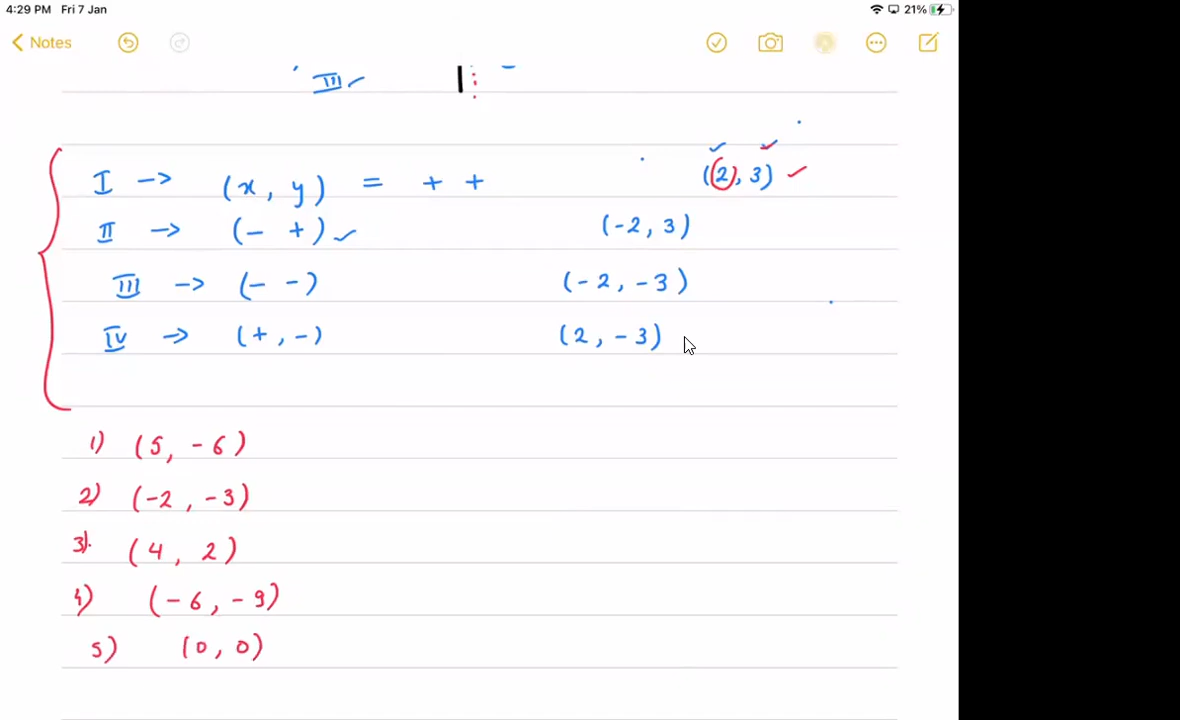 4:29 PM Fri 7 Jan 21%
Notes
III
I -> (x, y) = + + (2, 3)
II -> (- +) (-2, 3)
III -> (- -) (-2, -3)
IV -> (+, -) (2, -3)
1) (5, -6)
2) (-2, -3)
3). (4, 2)
4) (-6, -9)
5) (0, 0)